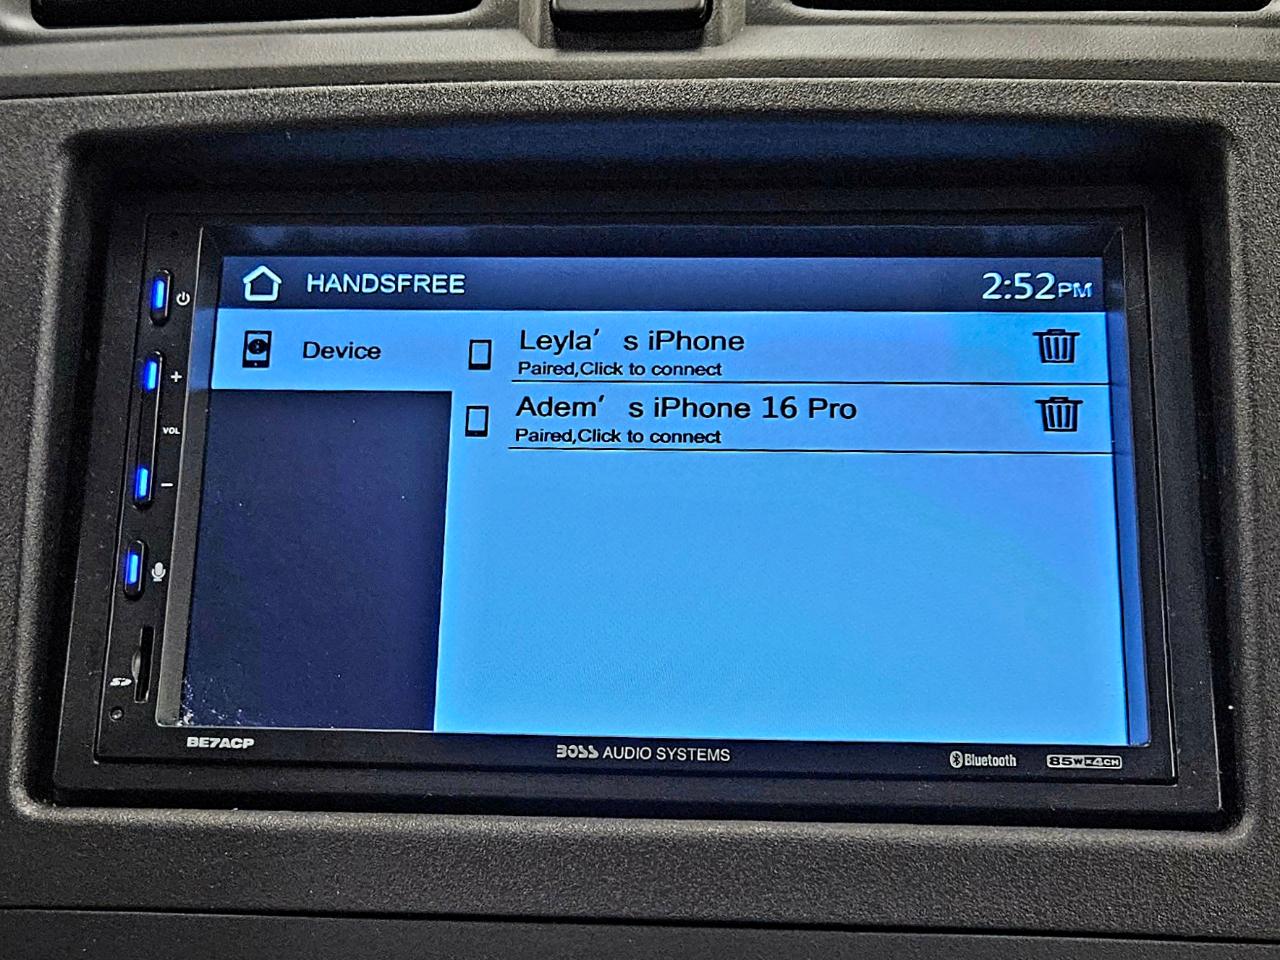 HANDSFREE 2:52PM
Device
Leyla’ s iPhone
Paired,Click to connect
Adem’ s iPhone 16 Pro
Paired,Click to connect
+
VOL
−
SD
BE7ACP
BOSS AUDIO SYSTEMS
Bluetooth
85W×4CH